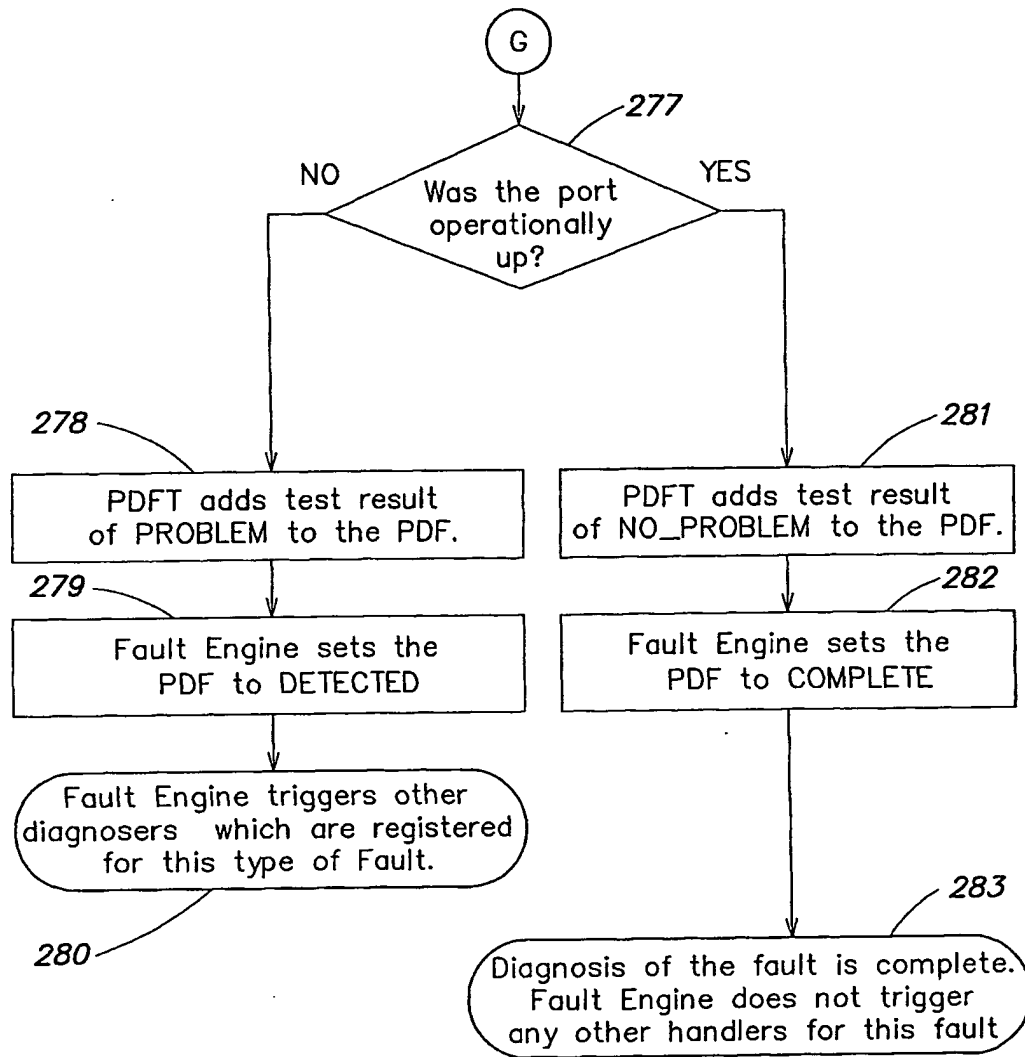 G
277
NO
YES
Was the port
operationally
up?
278
281
PDFT adds test result
of PROBLEM to the PDF.
PDFT adds test result
of NO_PROBLEM to the PDF.
279
282
Fault Engine sets the
PDF to DETECTED
Fault Engine sets the
PDF to COMPLETE
Fault Engine triggers other
diagnosers which are registered
for this type of Fault.
280
283
Diagnosis of the fault is complete.
Fault Engine does not trigger
any other handlers for this fault